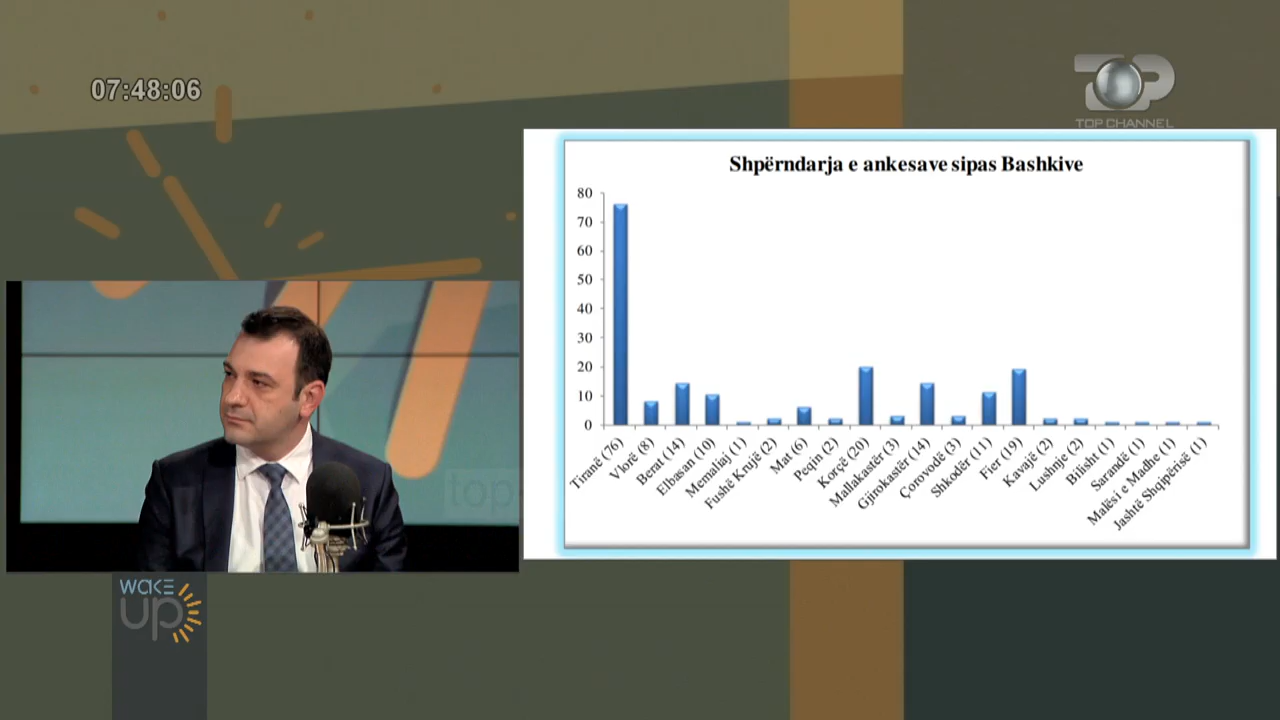 07:48:06
TOP
TOP CHANNEL
Shpërndarja e ankesave sipas Bashkive
80
70
60
50
40
30
20
10
0
Tiranë (76)
Vlorë (8)
Berat (14)
Elbasan (10)
Memaliai (1)
Fushë Krujë (2)
Mat (6)
Peqin (2)
Korçë (20)
Mallakastër (3)
Gjirokastër (14)
Çorovodë (3)
Shkodër (11)
Fier (19)
Kavajë (2)
Lushnje (2)
Bilisht (1)
Sarandë (1)
Malësi e Madhe (1)
Jashtë Shqipërisë (1)
top
wake
up